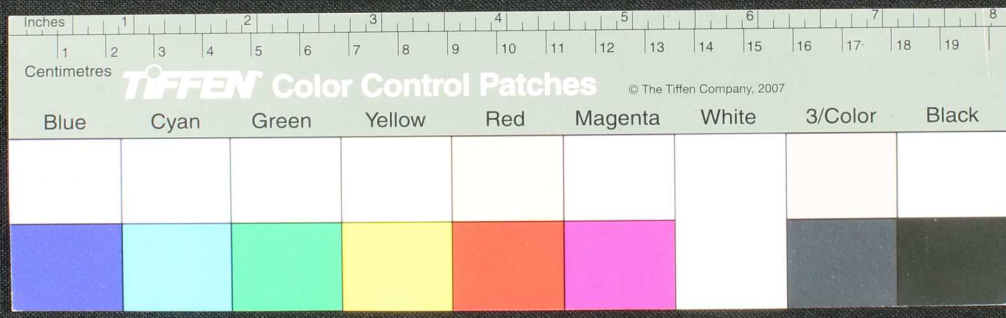 Inches 1 2 3 4 5 6 7 8
1 2 3 4 5 6 7 8 9 10 11 12 13 14 15 16 17 18 19
Centimetres
TIFFEN® Color Control Patches © The Tiffen Company, 2007
Blue Cyan Green Yellow Red Magenta White 3/Color Black